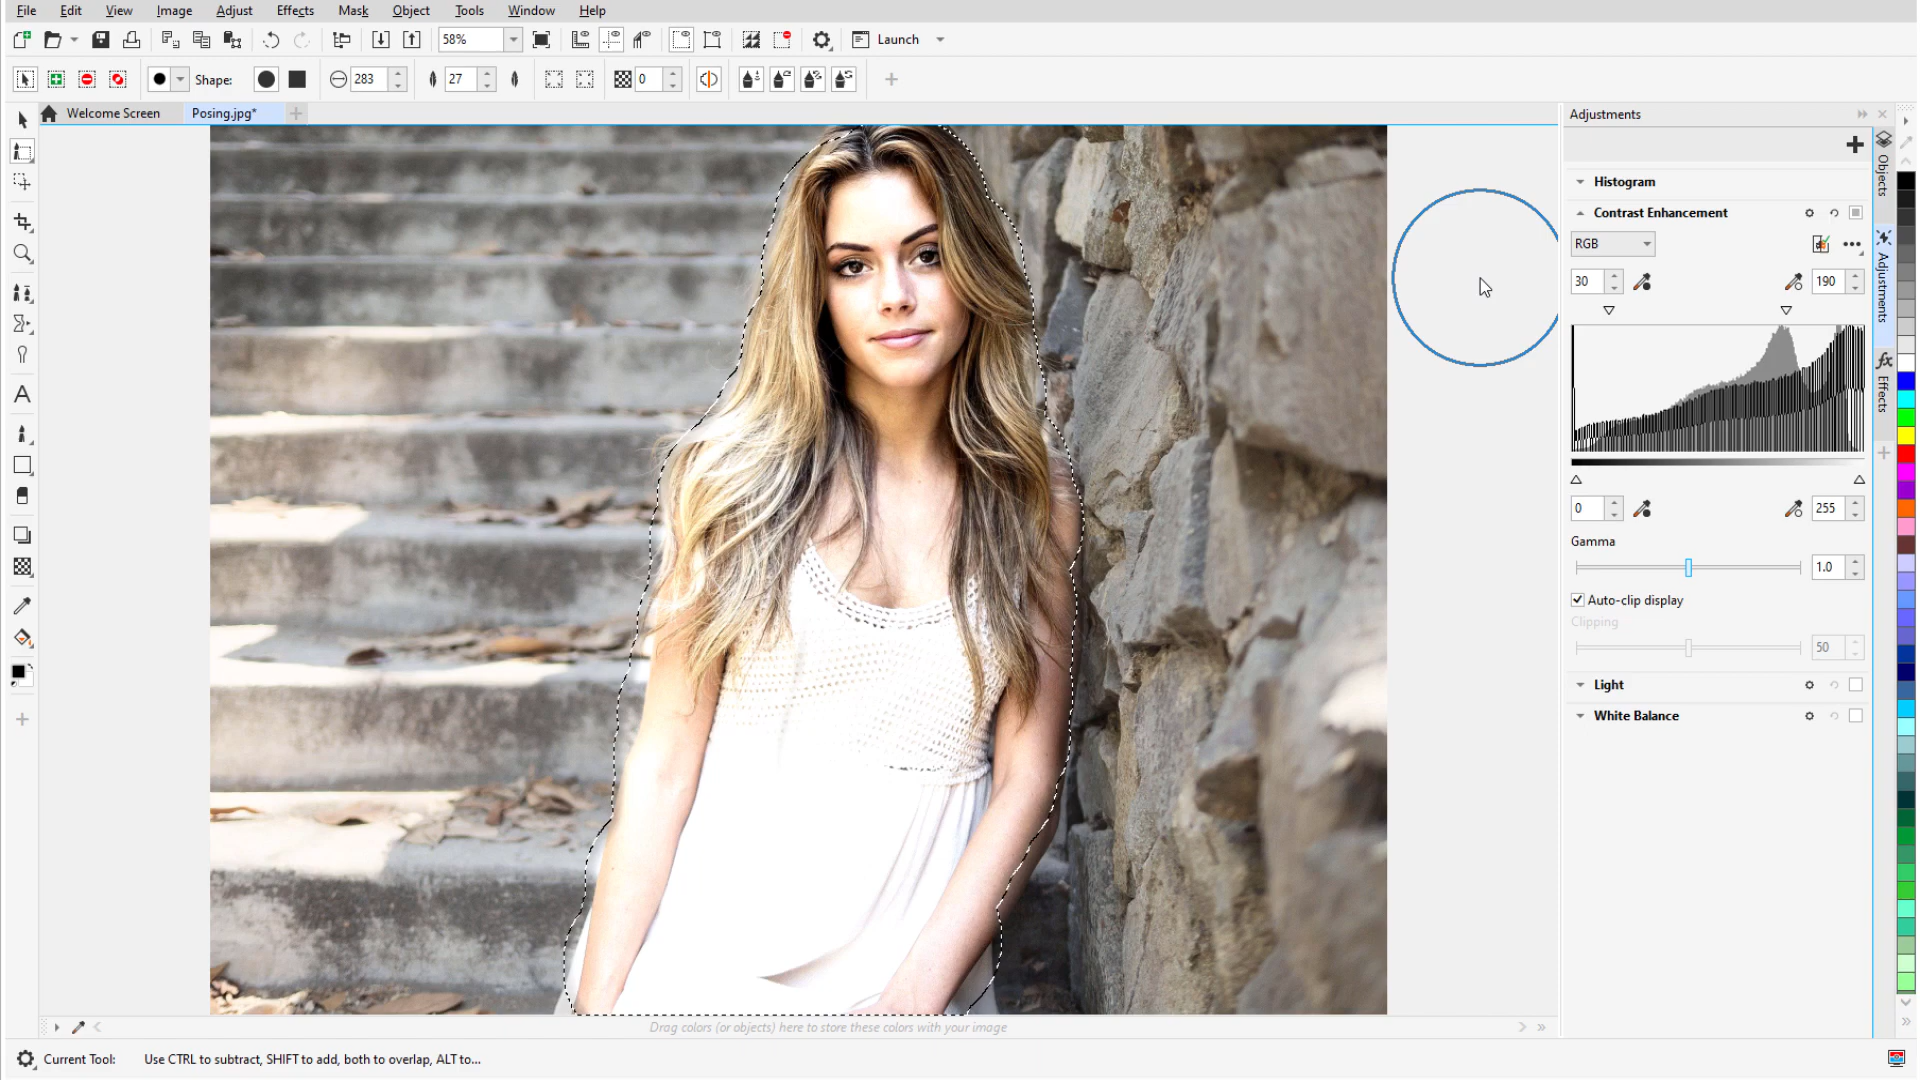 File Edit View Image Adjust Effects Mask Object Tools Window Help
58% Launch
Shape: 283 27 0
Welcome Screen Posing.jpg*
Adjustments
Histogram
Contrast Enhancement
RGB
30 190
0 255
Gamma
1.0
Auto-clip display
Clipping
50
Light
White Balance
Objects
Adjustments
fx Effects
A
Drag colors (or objects) here to store these colors with your image
Current Tool: Use CTRL to subtract, SHIFT to add, both to overlap, ALT to...